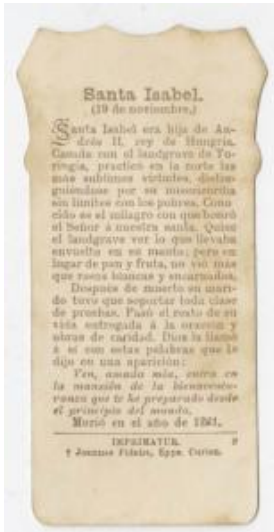 Santa Isabel.
(19 de noviembre.)
Santa Isabel era hija de An-
drés II, rey de Hungría.
Casada con el landgrave de Tu-
ringia, practicó en la corte las
más sublimes virtudes, distin-
guiéndose por su misericordia
sin límites con los pobres. Cono-
cido es el milagro con que honró
el Señor á nuestra santa. Quiso
el landgrave ver lo que llevaba
envuelto en su manto; pero en
lugar de pan y fruta, no vió más
que rosas blancas y encarnadas.
Después de muerto su mari-
do tuvo que soportar toda clase
de pruebas. Pasó el resto de su
vida entregada á la oración y
obras de caridad. Dios la llamó
á sí con estas palabras que le
dijo en una aparición:
Ven, amada mía, entra en
la mansión de la bienaventu-
ranza que te he preparado desde
el principio del mundo.
Murió en el año de
IMPRIMATUR.
† Joannes Fidelis, Epps. Curien.